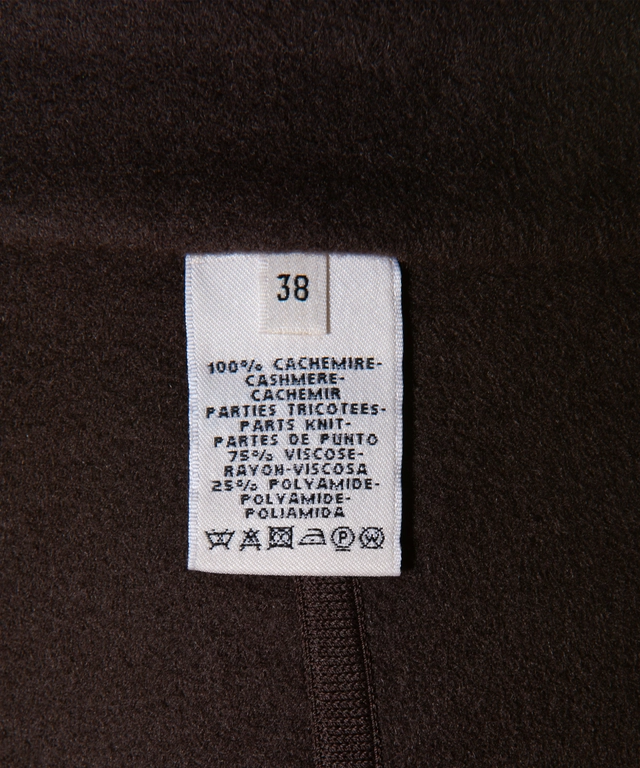 38
100% CACHEMIRE-
CASHMERE-
CACHEMIR
PARTIES TRICOTEES-
PARTS KNIT-
PARTES DE PUNTO
75% VISCOSE-
RAYON-VISCOSA
25% POLYAMIDE-
POLYAMIDE-
POLIAMIDA
P W